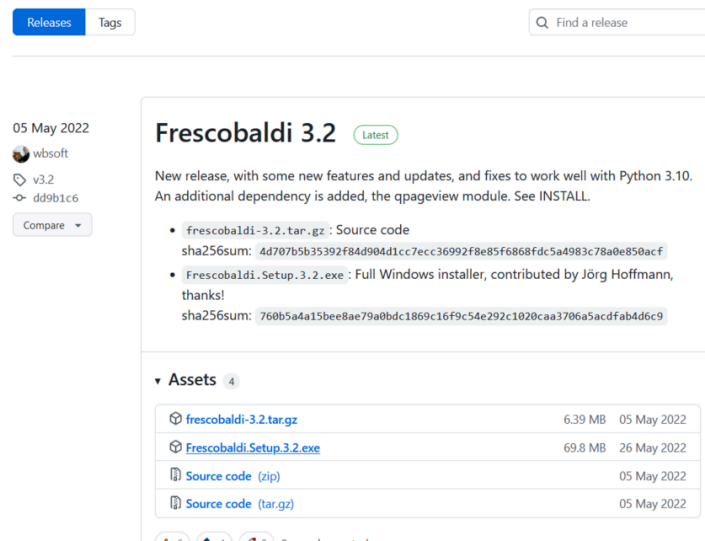 Releases Tags Find a release
05 May 2022
wbsoft
v3.2
dd9b1c6
Compare
Frescobaldi 3.2 Latest
New release, with some new features and updates, and fixes to work well with Python 3.10.
An additional dependency is added, the qpageview module. See INSTALL.
• frescobaldi-3.2.tar.gz: Source code
sha256sum: 4d707b5b35392f84d904d1cc7ecc36992f8e85f6868fdc5a4983c78a0e850acf
• Frescobaldi.Setup.3.2.exe: Full Windows installer, contributed by Jörg Hoffmann,
thanks!
sha256sum: 760b5a4a15bee8ae79a0bdc1869c16f9c54e292c1020caa3706a5acdfab4d6c9
Assets 4
frescobaldi-3.2.tar.gz 6.39 MB 05 May 2022
Frescobaldi.Setup.3.2.exe 69.8 MB 26 May 2022
Source code (zip) 05 May 2022
Source code (tar.gz) 05 May 2022